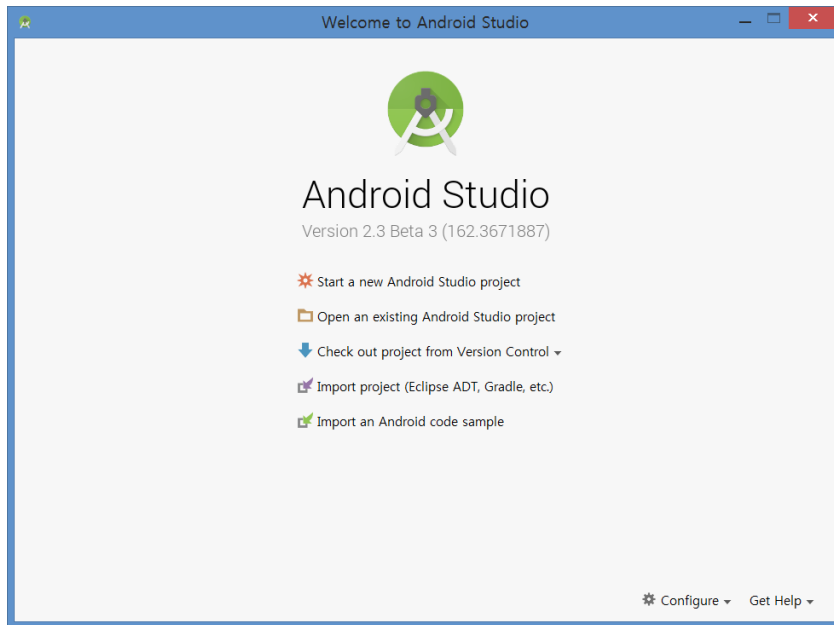 Welcome to Android Studio
Android Studio
Version 2.3 Beta 3 (162.3671887)
Start a new Android Studio project
Open an existing Android Studio project
Check out project from Version Control
Import project (Eclipse ADT, Gradle, etc.)
Import an Android code sample
Configure Get Help